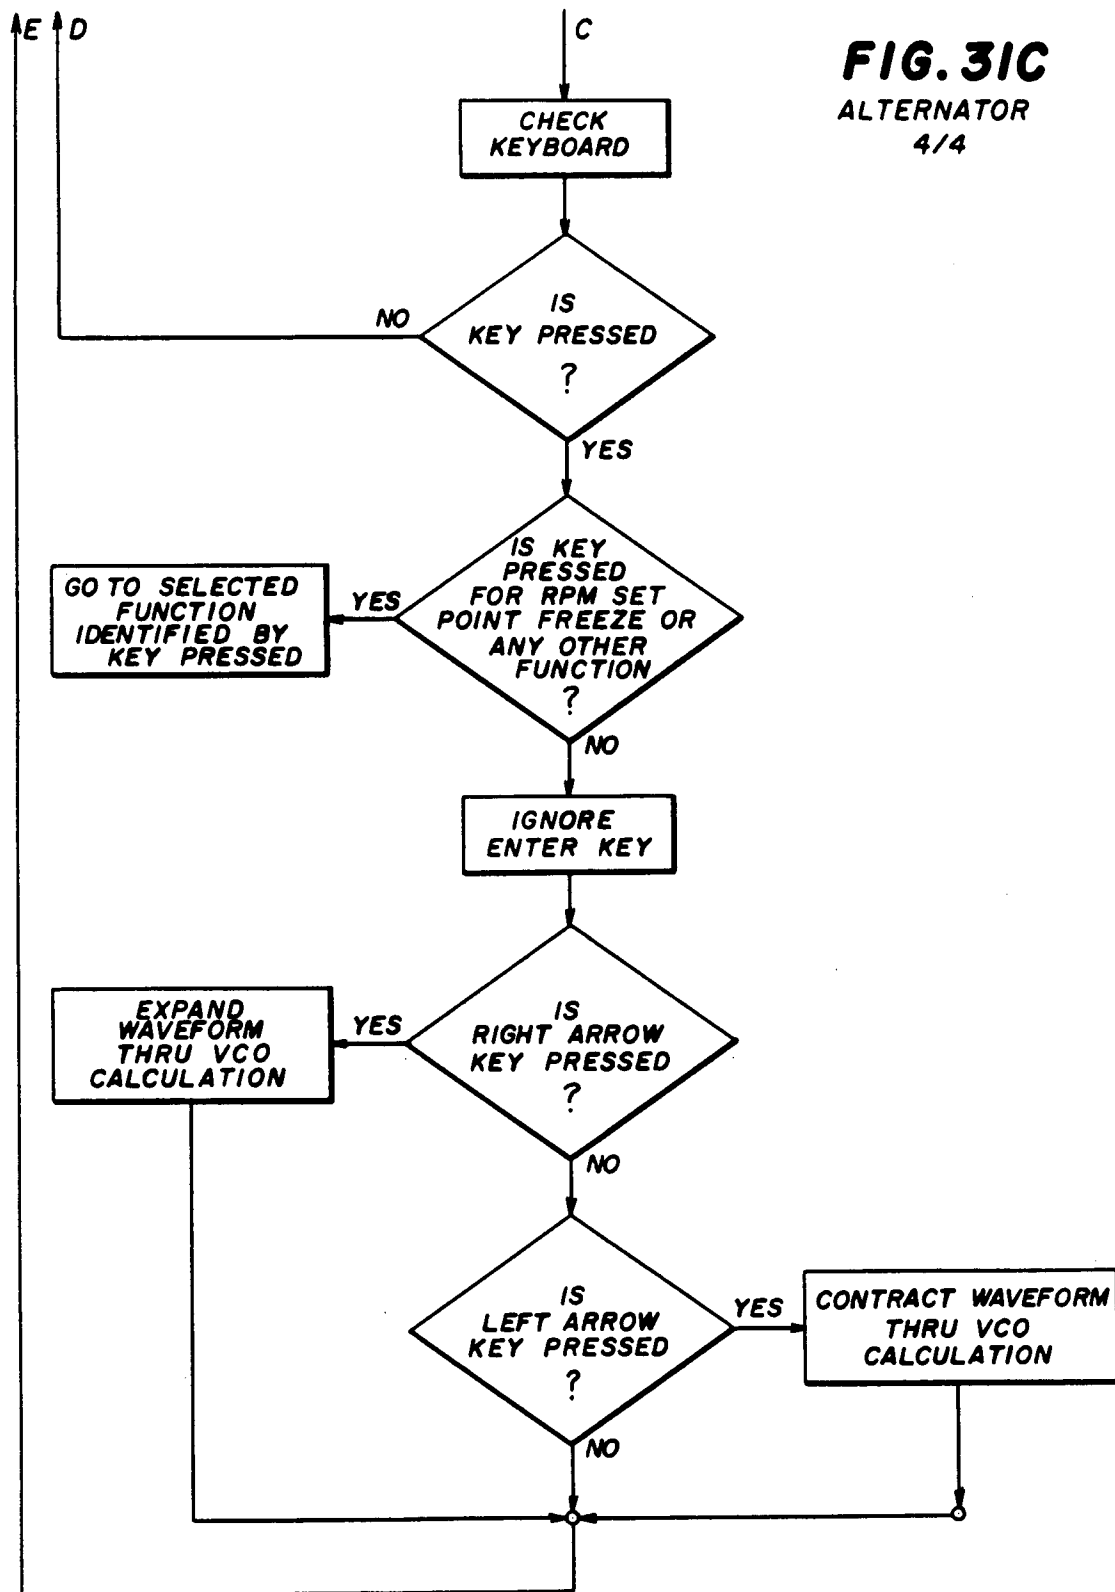 E D
C
FIG. 31C
ALTERNATOR
4/4
CHECK
KEYBOARD
IS
KEY PRESSED
?
NO
YES
IS KEY
PRESSED
FOR RPM SET
POINT FREEZE OR
ANY OTHER
FUNCTION
?
YES
GO TO SELECTED
FUNCTION
IDENTIFIED BY
KEY PRESSED
NO
IGNORE
ENTER KEY
IS
RIGHT ARROW
KEY PRESSED
?
YES
EXPAND
WAVEFORM
THRU VCO
CALCULATION
NO
IS
LEFT ARROW
KEY PRESSED
?
YES
CONTRACT WAVEFORM
THRU VCO
CALCULATION
NO